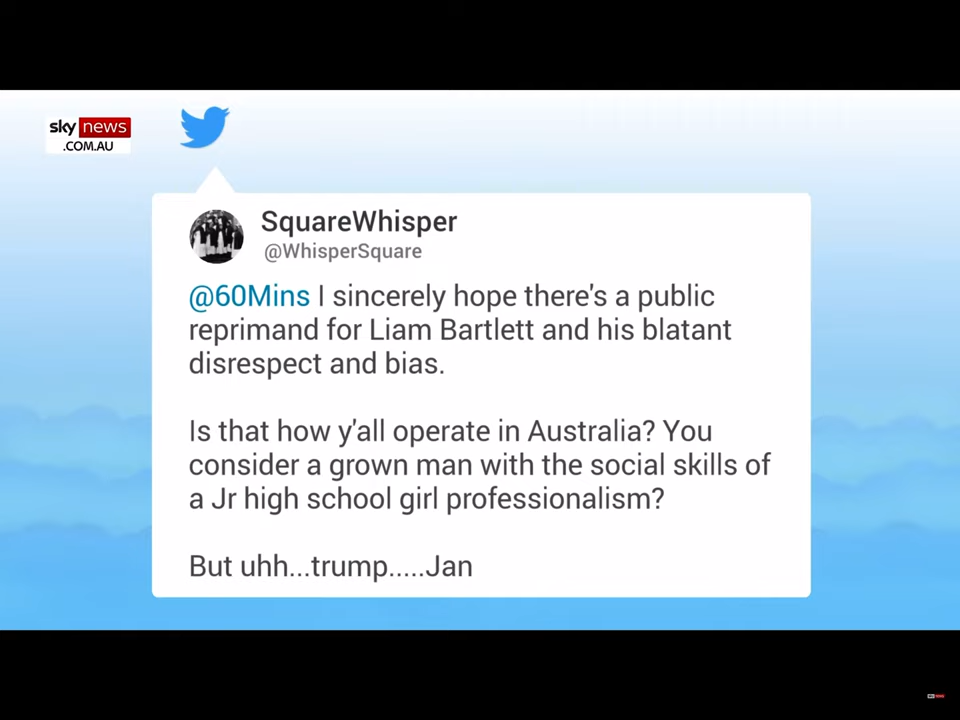 sky news
.COM.AU
SquareWhisper
@WhisperSquare
@60Mins I sincerely hope there's a public
reprimand for Liam Bartlett and his blatant
disrespect and bias.
Is that how y'all operate in Australia? You
consider a grown man with the social skills of
a Jr high school girl professionalism?
But uhh...trump.....Jan